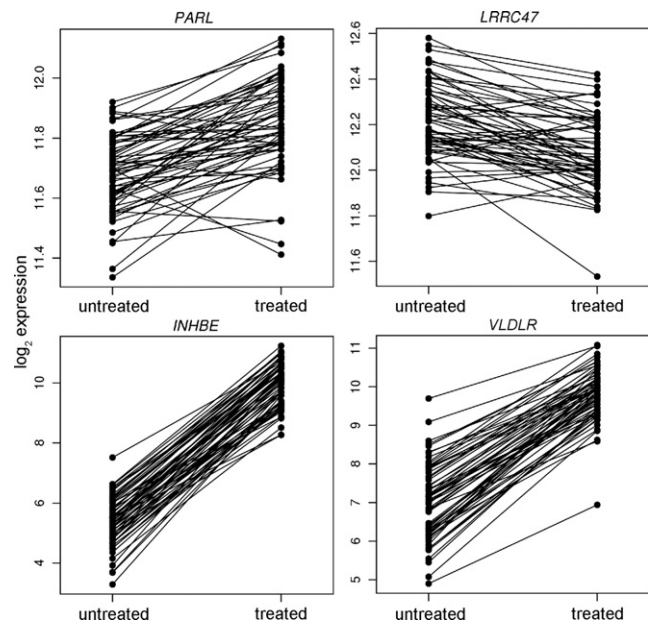 PARL
LRRC47
11.4 11.6 11.8 12.0
11.6 11.8 12.0 12.2 12.4 12.6
untreated treated
untreated treated
log2 expression
INHBE
VLDLR
4 6 8 10
5 6 7 8 9 10 11
untreated treated
untreated treated